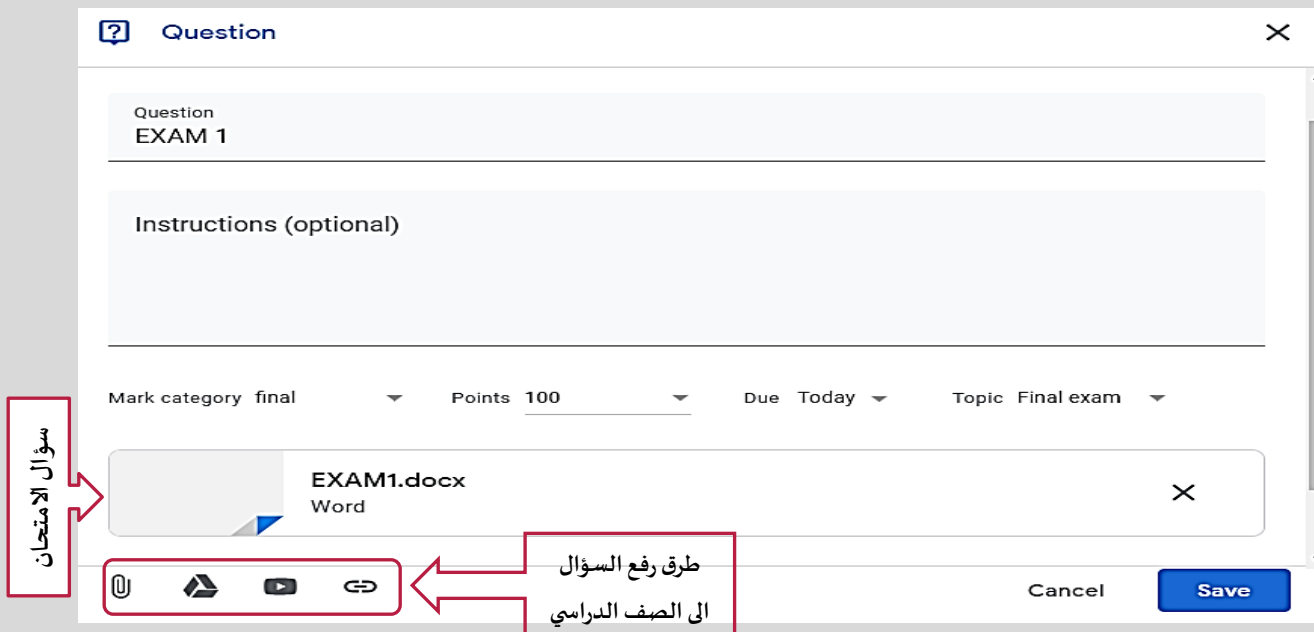 Question
Question
EXAM 1
Instructions (optional)
Mark category final Points 100 Due Today Topic Final exam
سؤال الامتحان
EXAM1.docx
Word
طرق رفع السؤال
الى الصف الدراسي
Cancel Save